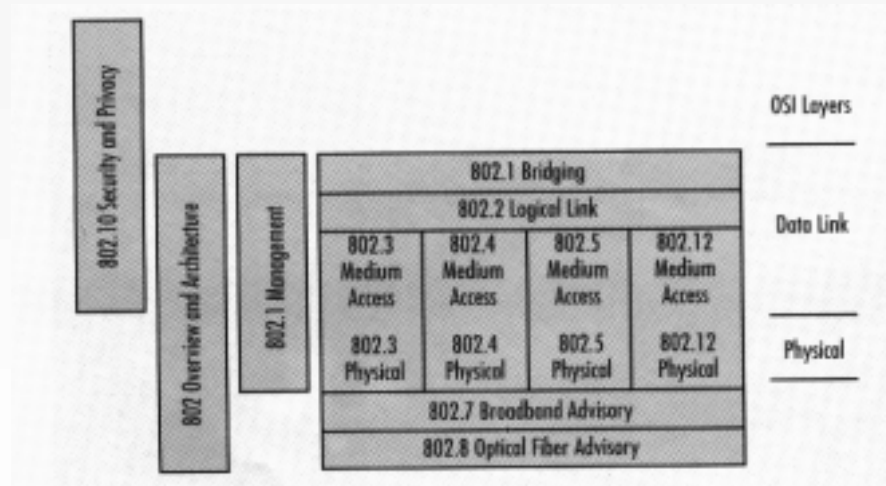 802.10 Security and Privacy
802 Overview and Architecture
802.1 Management
802.1 Bridging
802.2 Logical Link
802.3 Medium Access
802.4 Medium Access
802.5 Medium Access
802.12 Medium Access
802.3 Physical
802.4 Physical
802.5 Physical
802.12 Physical
802.7 Broadband Advisory
802.8 Optical Fiber Advisory
OSI Layers
Data Link
Physical